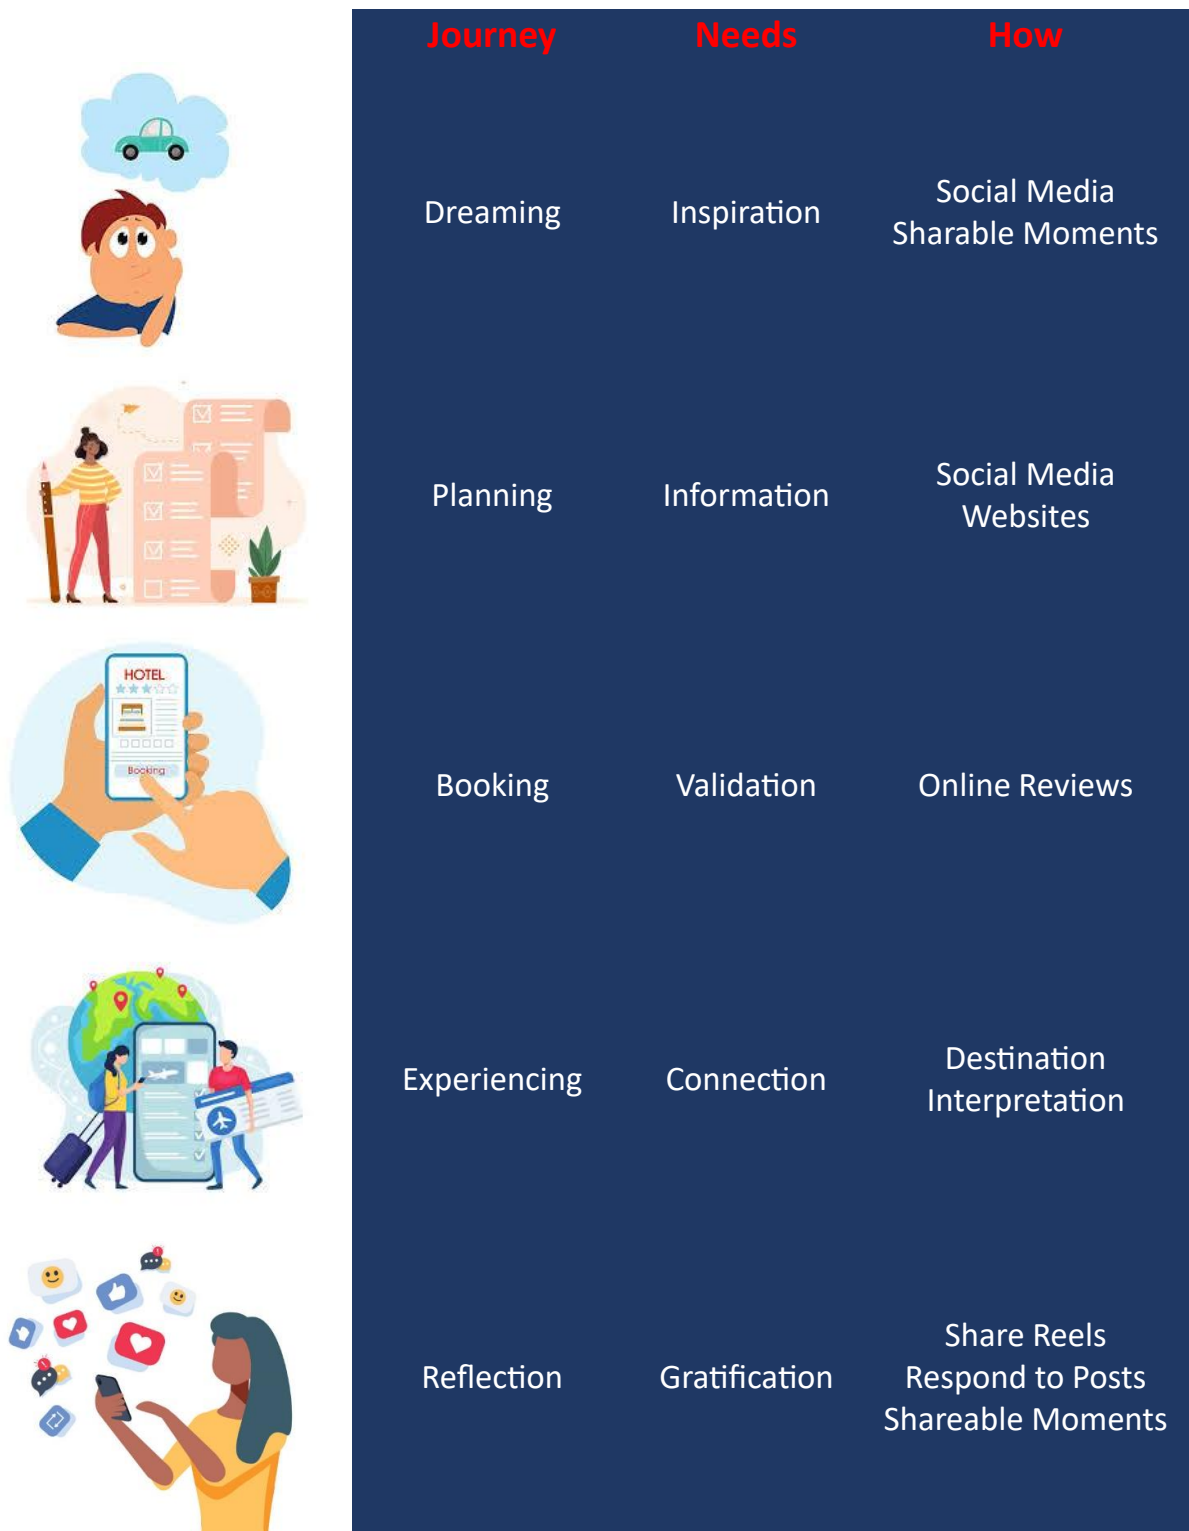 Journey Needs How
Dreaming Inspiration Social Media
Sharable Moments
Planning Information Social Media
Websites
HOTEL
Booking
Booking Validation Online Reviews
Experiencing Connection Destination
Interpretation
Reflection Gratification Share Reels
Respond to Posts
Shareable Moments